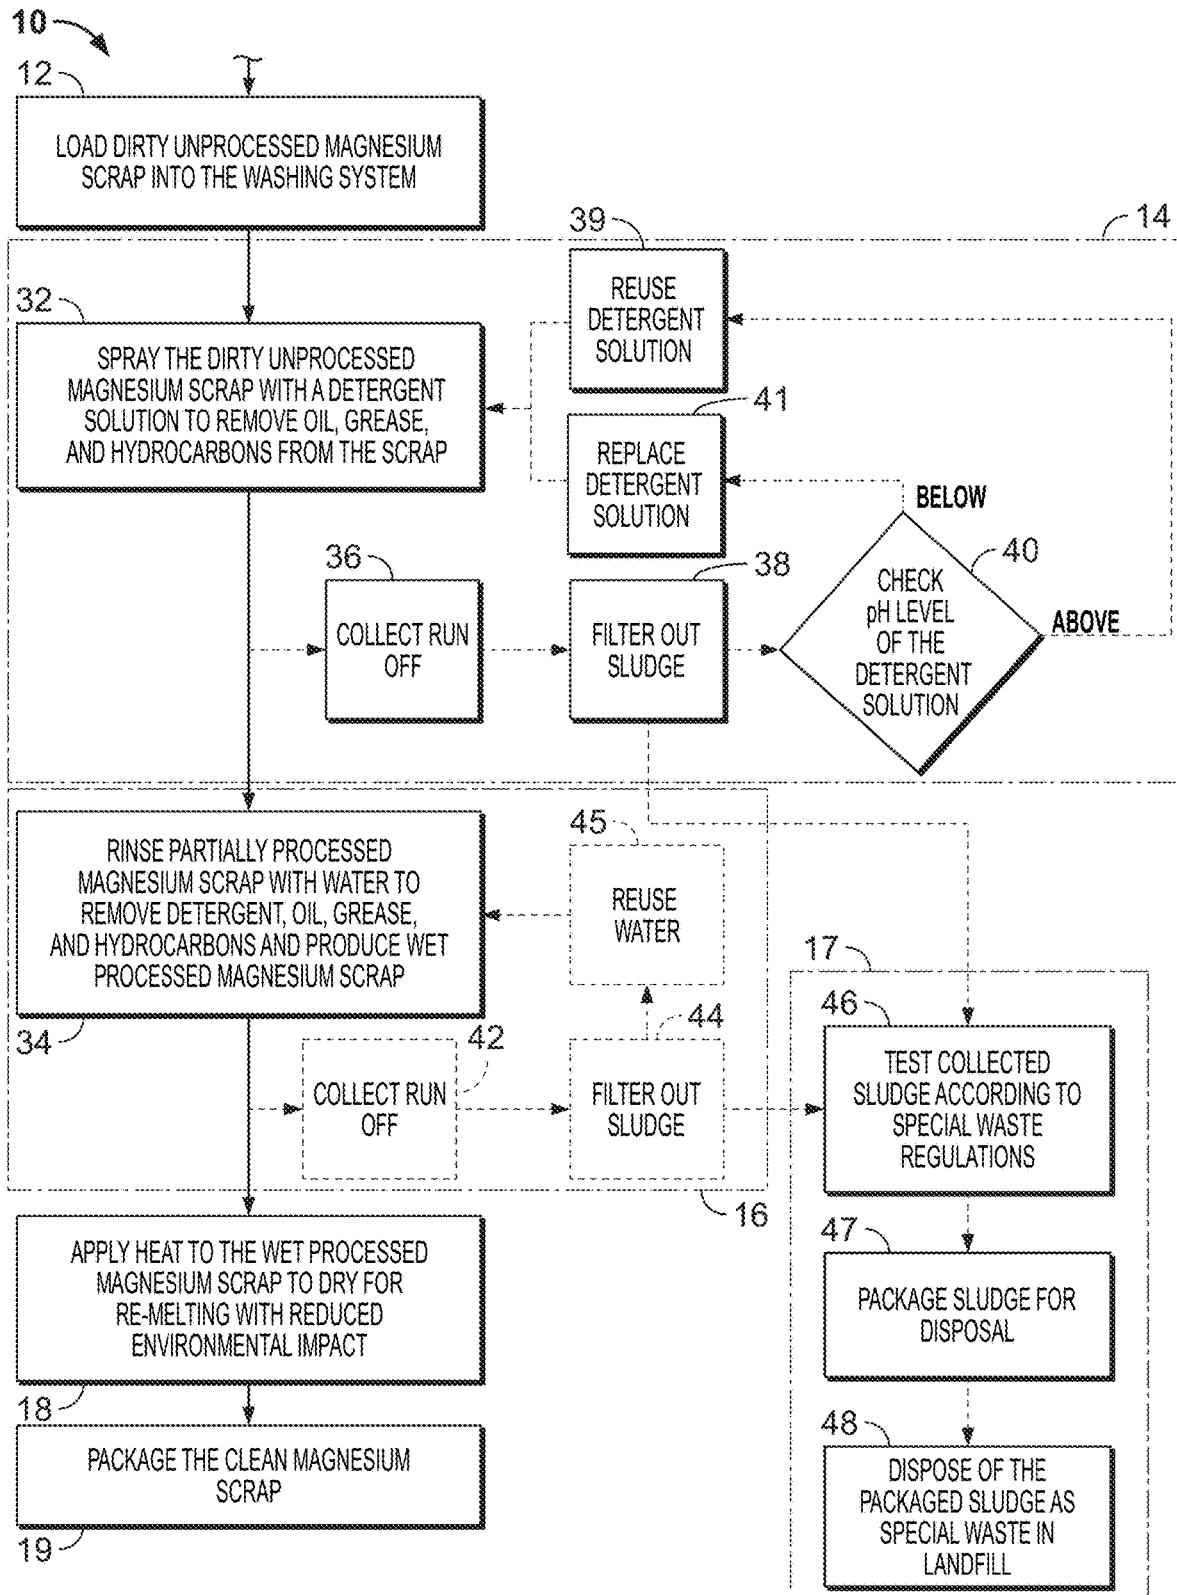 10
12
LOAD DIRTY UNPROCESSED MAGNESIUM
SCRAP INTO THE WASHING SYSTEM
14
39
REUSE
DETERGENT
SOLUTION
32
SPRAY THE DIRTY UNPROCESSED
MAGNESIUM SCRAP WITH A DETERGENT
SOLUTION TO REMOVE OIL, GREASE,
AND HYDROCARBONS FROM THE SCRAP
41
REPLACE
DETERGENT
SOLUTION
BELOW
36
COLLECT RUN
OFF
38
FILTER OUT
SLUDGE
40
CHECK
pH LEVEL
OF THE
DETERGENT
SOLUTION
ABOVE
RINSE PARTIALLY PROCESSED
MAGNESIUM SCRAP WITH WATER TO
REMOVE DETERGENT, OIL, GREASE,
AND HYDROCARBONS AND PRODUCE WET
PROCESSED MAGNESIUM SCRAP
34
45
REUSE
WATER
42
COLLECT RUN
OFF
44
FILTER OUT
SLUDGE
16
17
46
TEST COLLECTED
SLUDGE ACCORDING TO
SPECIAL WASTE
REGULATIONS
APPLY HEAT TO THE WET PROCESSED
MAGNESIUM SCRAP TO DRY FOR
RE-MELTING WITH REDUCED
ENVIRONMENTAL IMPACT
18
47
PACKAGE SLUDGE FOR
DISPOSAL
PACKAGE THE CLEAN MAGNESIUM
SCRAP
19
48
DISPOSE OF THE
PACKAGED SLUDGE AS
SPECIAL WASTE IN
LANDFILL